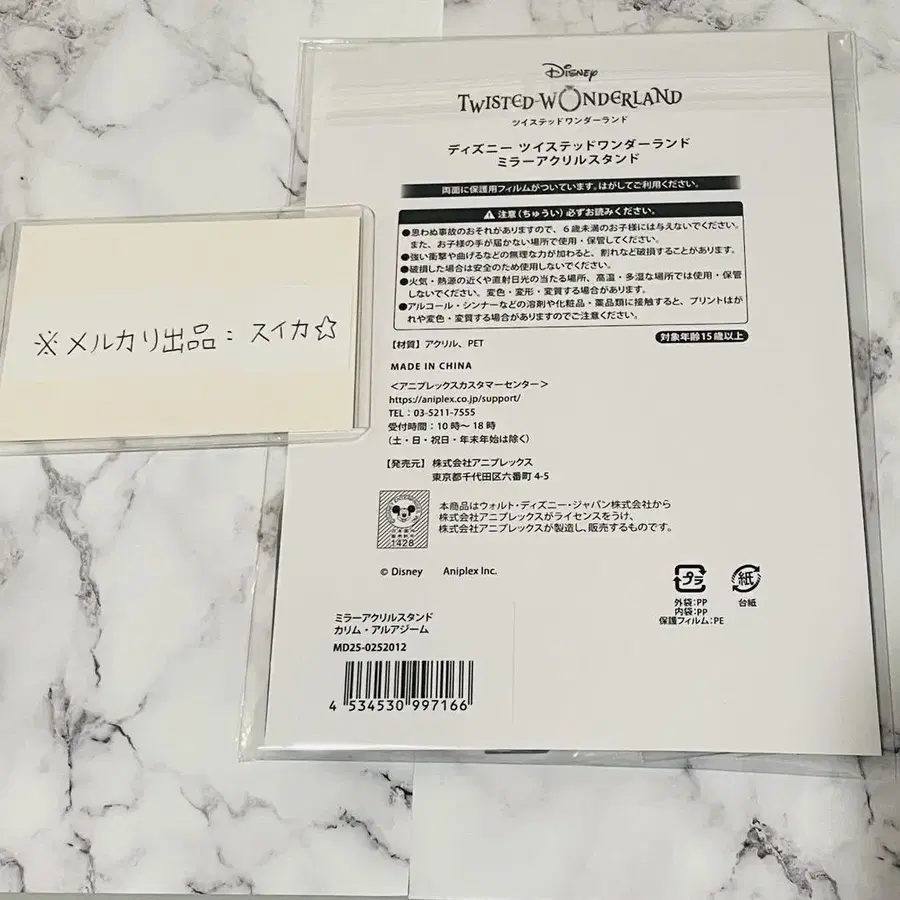 Disney
TWISTED-WONDERLAND
ツイステッドワンダーランド
ディズニー ツイステッドワンダーランド
ミラーアクリルスタンド
両面に保護用フィルムがついています。はがしてご利用ください。
⚠ 注意(ちゅうい) 必ずお読みください。
●思わぬ事故のおそれがありますので、6歳未満のお子様には与えないでください。
また、お子様の手が届かない場所で使用・保管してください。
●強い衝撃や曲げるなどの無理な力が加わると、割れなど破損することがあります。
●破損した場合は安全のため使用しないでください。
●火気・熱源の近くや直射日光の当たる場所、高温・多湿な場所では使用・保管
しないでください。変色・変形・変質する場合があります。
●アルコール・シンナーなどの溶剤や化粧品・薬品類に接触すると、プリントはが
れや変色・変質する場合がありますのでご注意ください。
【材質】アクリル、PET
対象年齢15歳以上
MADE IN CHINA
<アニプレックスカスタマーセンター>
https://aniplex.co.jp/support/
TEL:03-5211-7555
受付時間:10時〜18時
(土・日・祝日・年末年始は除く)
【発売元】 株式会社アニプレックス
東京都千代田区六番町4-5
1428
本商品はウォルト・ディズニー・ジャパン株式会社から
株式会社アニプレックスがライセンスをうけ、
株式会社アニプレックスが製造し、販売するものです。
© Disney Aniplex Inc.
プラ
外袋:PP
内袋:PP
保護フィルム:PE
紙
台紙
ミラーアクリルスタンド
カリム・アルアジーム
MD25-0252012
4 534530 997166
※メルカリ出品:スイカ☆